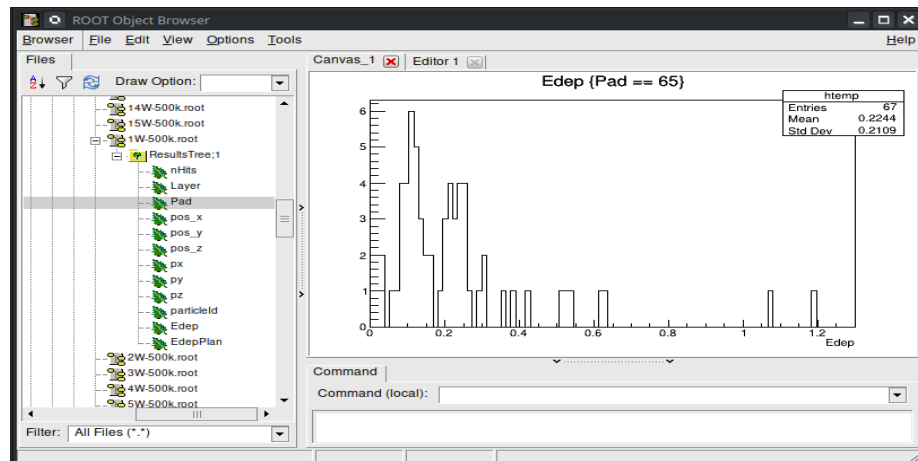 ROOT Object Browser
Browser File Edit View Options Tools Help
Files
Draw Option:
14W-500k.root
15W-500k.root
1W-500k.root
ResultsTree;1
nHits
Layer
Pad
pos_x
pos_y
pos_z
px
py
pz
particleId
Edep
EdepPlan
2W-500k.root
3W-500k.root
4W-500k.root
5W-500k.root
Filter: All Files (*.*)
Canvas_1 Editor 1
Edep {Pad == 65}
htemp
Entries 67
Mean 0.2244
Std Dev 0.2109
6
5
4
3
2
1
0
0 0.2 0.4 0.6 0.8 1 1.2
Edep
Command
Command (local):